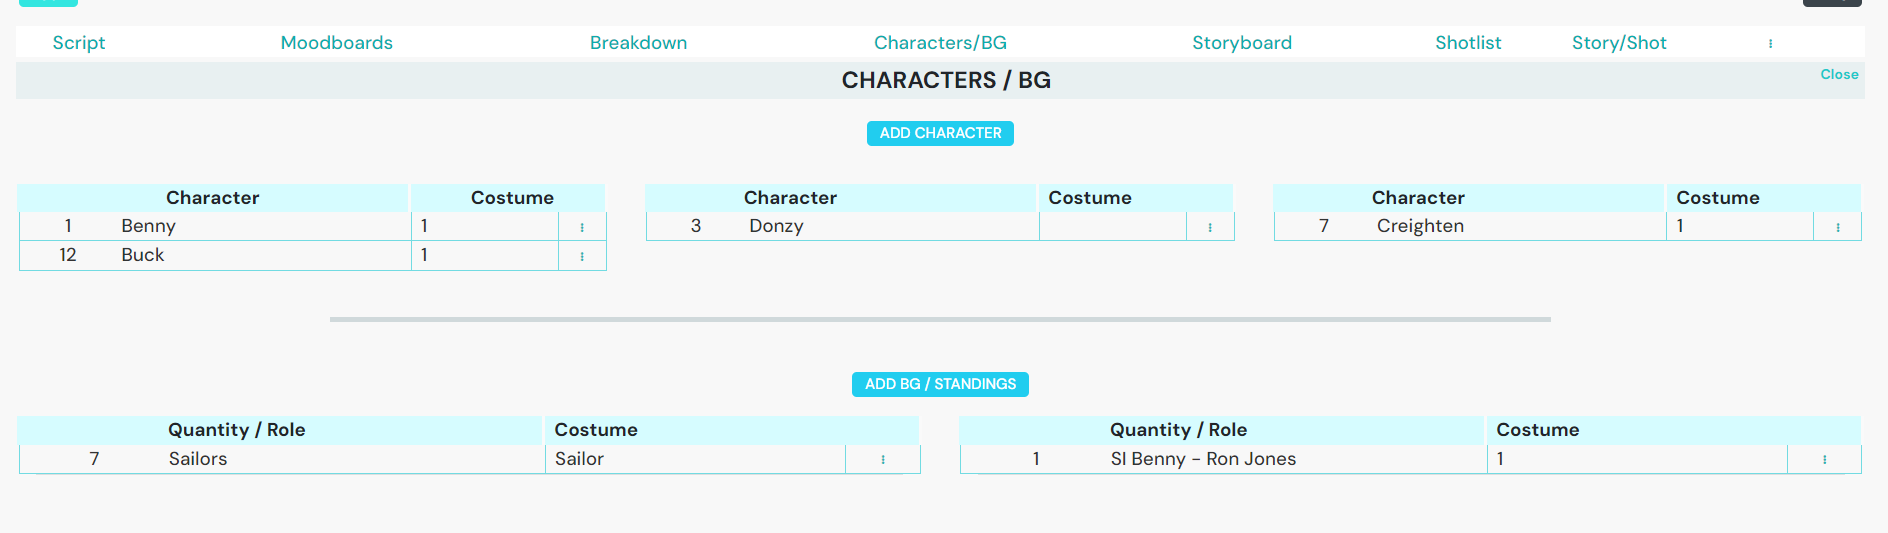 Script Moodboards Breakdown Characters/BG Storyboard Shotlist Story/Shot
CHARACTERS / BG
Close
ADD CHARACTER
Character Costume Character Costume Character Costume
1 Benny 1 3 Donzy 7 Creighten 1
12 Buck 1
ADD BG / STANDINGS
Quantity / Role Costume Quantity / Role Costume
7 Sailors Sailor 1 SI Benny - Ron Jones 1